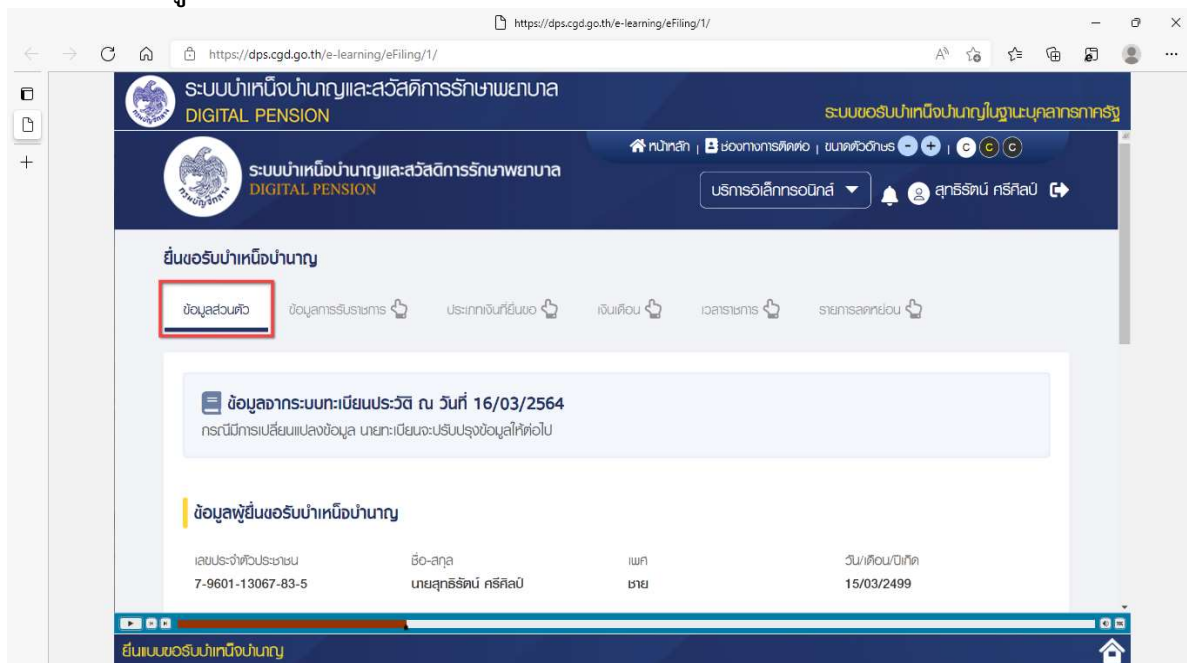 https://dps.cgd.go.th/e-learning/eFiling/1/
https://dps.cgd.go.th/e-learning/eFiling/1/
ระบบบำเหน็จบำนาญและสวัสดิการรักษาพยาบาล
DIGITAL PENSION
ระบบขอรับบำเหน็จบำนาญในฐานะบุคลากรภาครัฐ
หน้าหลัก | ช่องทางการติดต่อ | ขนาดตัวอักษร - + | C C C
ระบบบำเหน็จบำนาญและสวัสดิการรักษาพยาบาล
DIGITAL PENSION
บริการอิเล็กทรอนิกส์
สุทธิรัตน์ ศรีศิลป์
ยื่นขอรับบำเหน็จบำนาญ
ข้อมูลส่วนตัว ข้อมูลการรับราชการ ประเภทเงินที่ยื่นขอ เงินเดือน เวลาราชการ รายการลดหย่อน
ข้อมูลจากระบบทะเบียนประวัติ ณ วันที่ 16/03/2564
กรณีมีการเปลี่ยนแปลงข้อมูล นายทะเบียนจะปรับปรุงข้อมูลให้ต่อไป
ข้อมูลผู้ยื่นขอรับบำเหน็จบำนาญ
เลขประจำตัวประชาชน ชื่อ-สกุล เพศ วัน/เดือน/ปีเกิด
7-9601-13067-83-5 นายสุทธิรัตน์ ศรีศิลป์ ชาย 15/03/2499
ยื่นแบบขอรับบำเหน็จบำนาญ